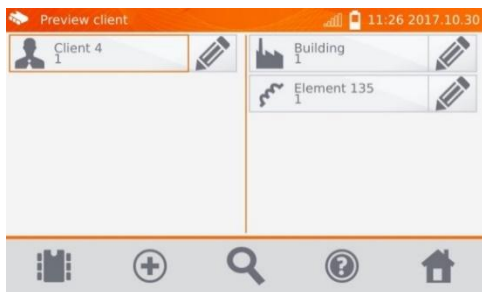 Preview client
11:26 2017.10.30
Client 4
1
Building
1
Element 135
1